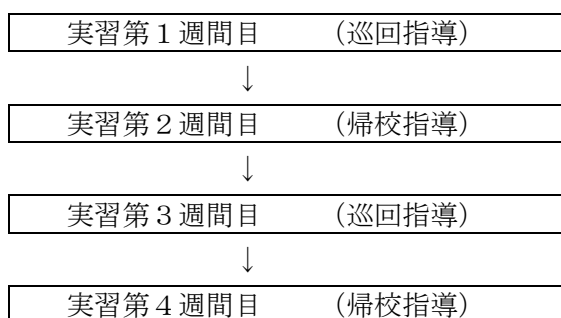 実習第１週間目　　（巡回指導）
↓
実習第２週間目　　（帰校指導）
↓
実習第３週間目　　（巡回指導）
↓
実習第４週間目　　（帰校指導）